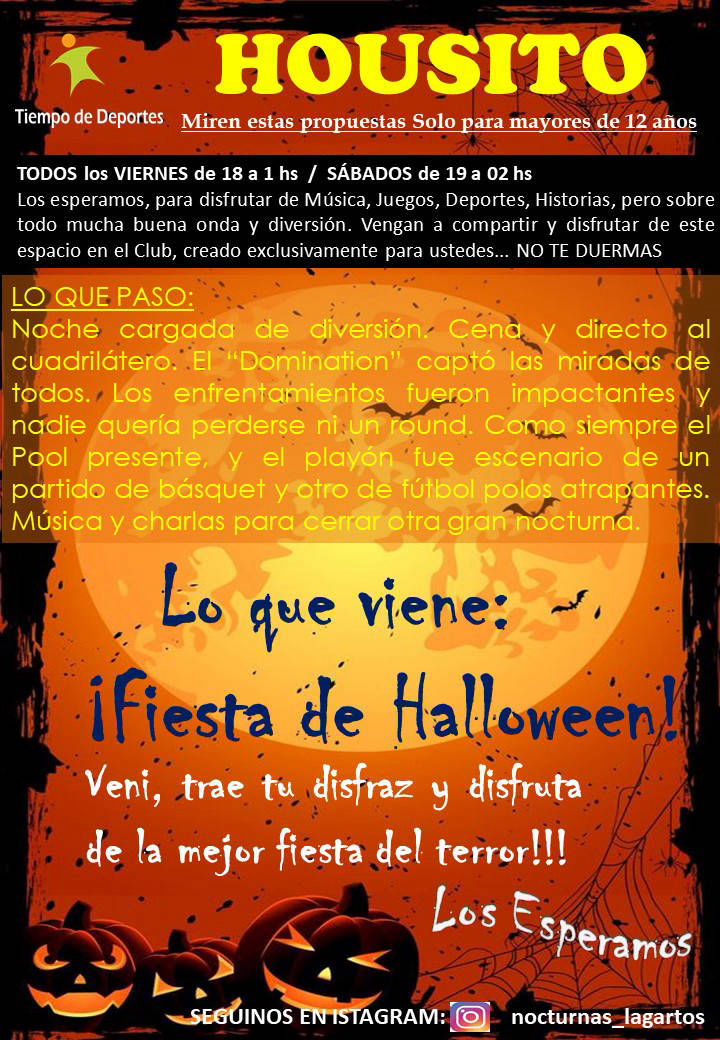 HOUSITO
Tiempo de Deportes
Miren estas propuestas Solo para mayores de 12 años
TODOS los VIERNES de 18 a 1 hs / SÁBADOS de 19 a 02 hs
Los esperamos, para disfrutar de Música, Juegos, Deportes, Historias, pero sobre
todo mucha buena onda y diversión. Vengan a compartir y disfrutar de este
espacio en el Club, creado exclusivamente para ustedes... NO TE DUERMAS
LO QUE PASO:
Noche cargada de diversión. Cena y directo al
cuadrilátero. El “Domination” captó las miradas de
todos. Los enfrentamientos fueron impactantes y
nadie quería perderse ni un round. Como siempre el
Pool presente, y el playón fue escenario de un
partido de básquet y otro de fútbol polos atrapantes.
Música y charlas para cerrar otra gran nocturna.
Lo que viene:
¡Fiesta de Halloween!
Veni, trae tu disfraz y disfruta
de la mejor fiesta del terror!!!
Los Esperamos
SEGUINOS EN ISTAGRAM: nocturnas_lagartos